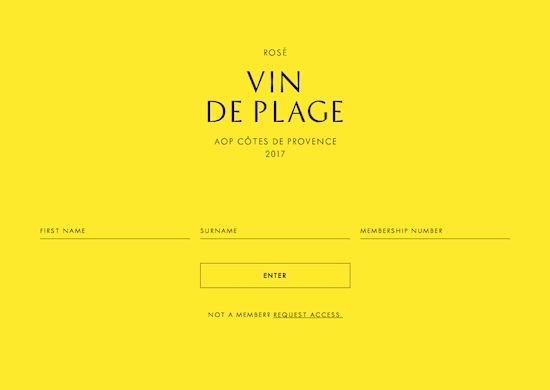 ROSÉ
VIN
DE PLAGE
AOP CÔTES DE PROVENCE
2017
FIRST NAME
SURNAME
MEMBERSHIP NUMBER
ENTER
NOT A MEMBER? REQUEST ACCESS.